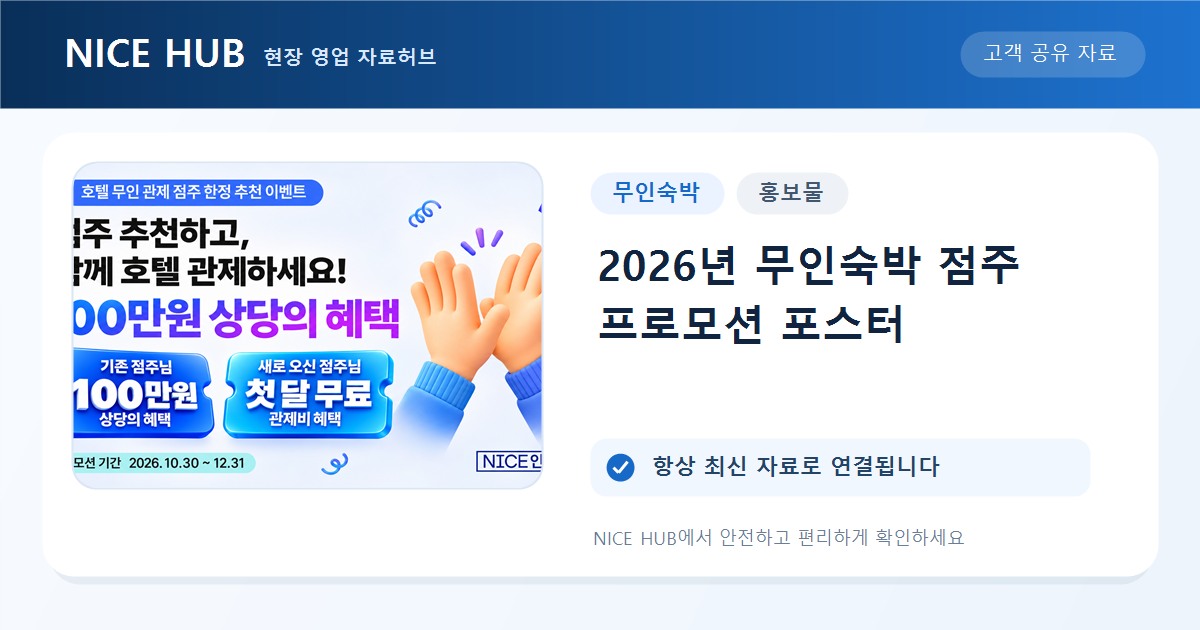 NICE HUB 현장 영업 자료허브
고객 공유 자료
호텔 무인 관제 점주 한정 추천 이벤트
점주 추천하고,
함께 호텔 관제하세요!
00만원 상당의 혜택
기존 점주님
100만원
상당의 혜택
새로 오신 점주님
첫 달 무료
관제비 혜택
모션 기간 2026.10.30 ~ 12.31
NICE인
무인숙박
홍보물
2026년 무인숙박 점주
프로모션 포스터
항상 최신 자료로 연결됩니다
NICE HUB에서 안전하고 편리하게 확인하세요